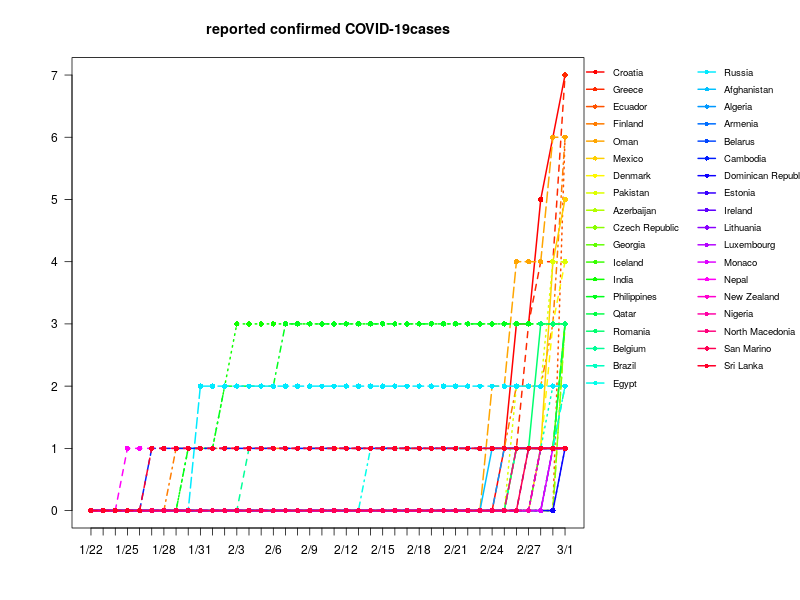 reported confirmed COVID-19cases
7
6
5
4
3
2
1
0
1/22
1/25
1/28
1/31
2/3
2/6
2/9
2/12
2/15
2/18
2/21
2/24
2/27
3/1
Croatia
Greece
Ecuador
Finland
Oman
Mexico
Denmark
Pakistan
Azerbaijan
Czech Republic
Georgia
Iceland
India
Philippines
Qatar
Romania
Belgium
Brazil
Egypt
Russia
Afghanistan
Algeria
Armenia
Belarus
Cambodia
Dominican Republ
Estonia
Ireland
Lithuania
Luxembourg
Monaco
Nepal
New Zealand
Nigeria
North Macedonia
San Marino
Sri Lanka